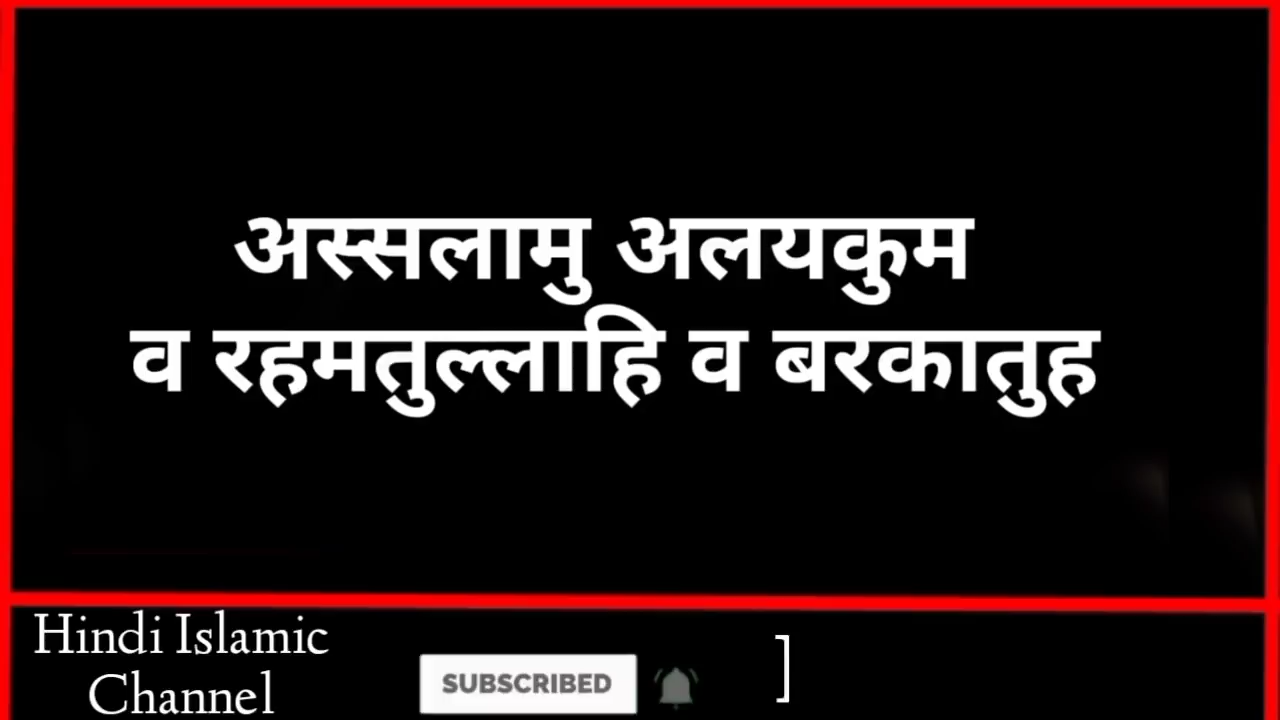 अस्सलामु अलयकुम
व रहमतुल्लाहि व बरकातुह
Hindi Islamic
Channel
SUBSCRIBED
]